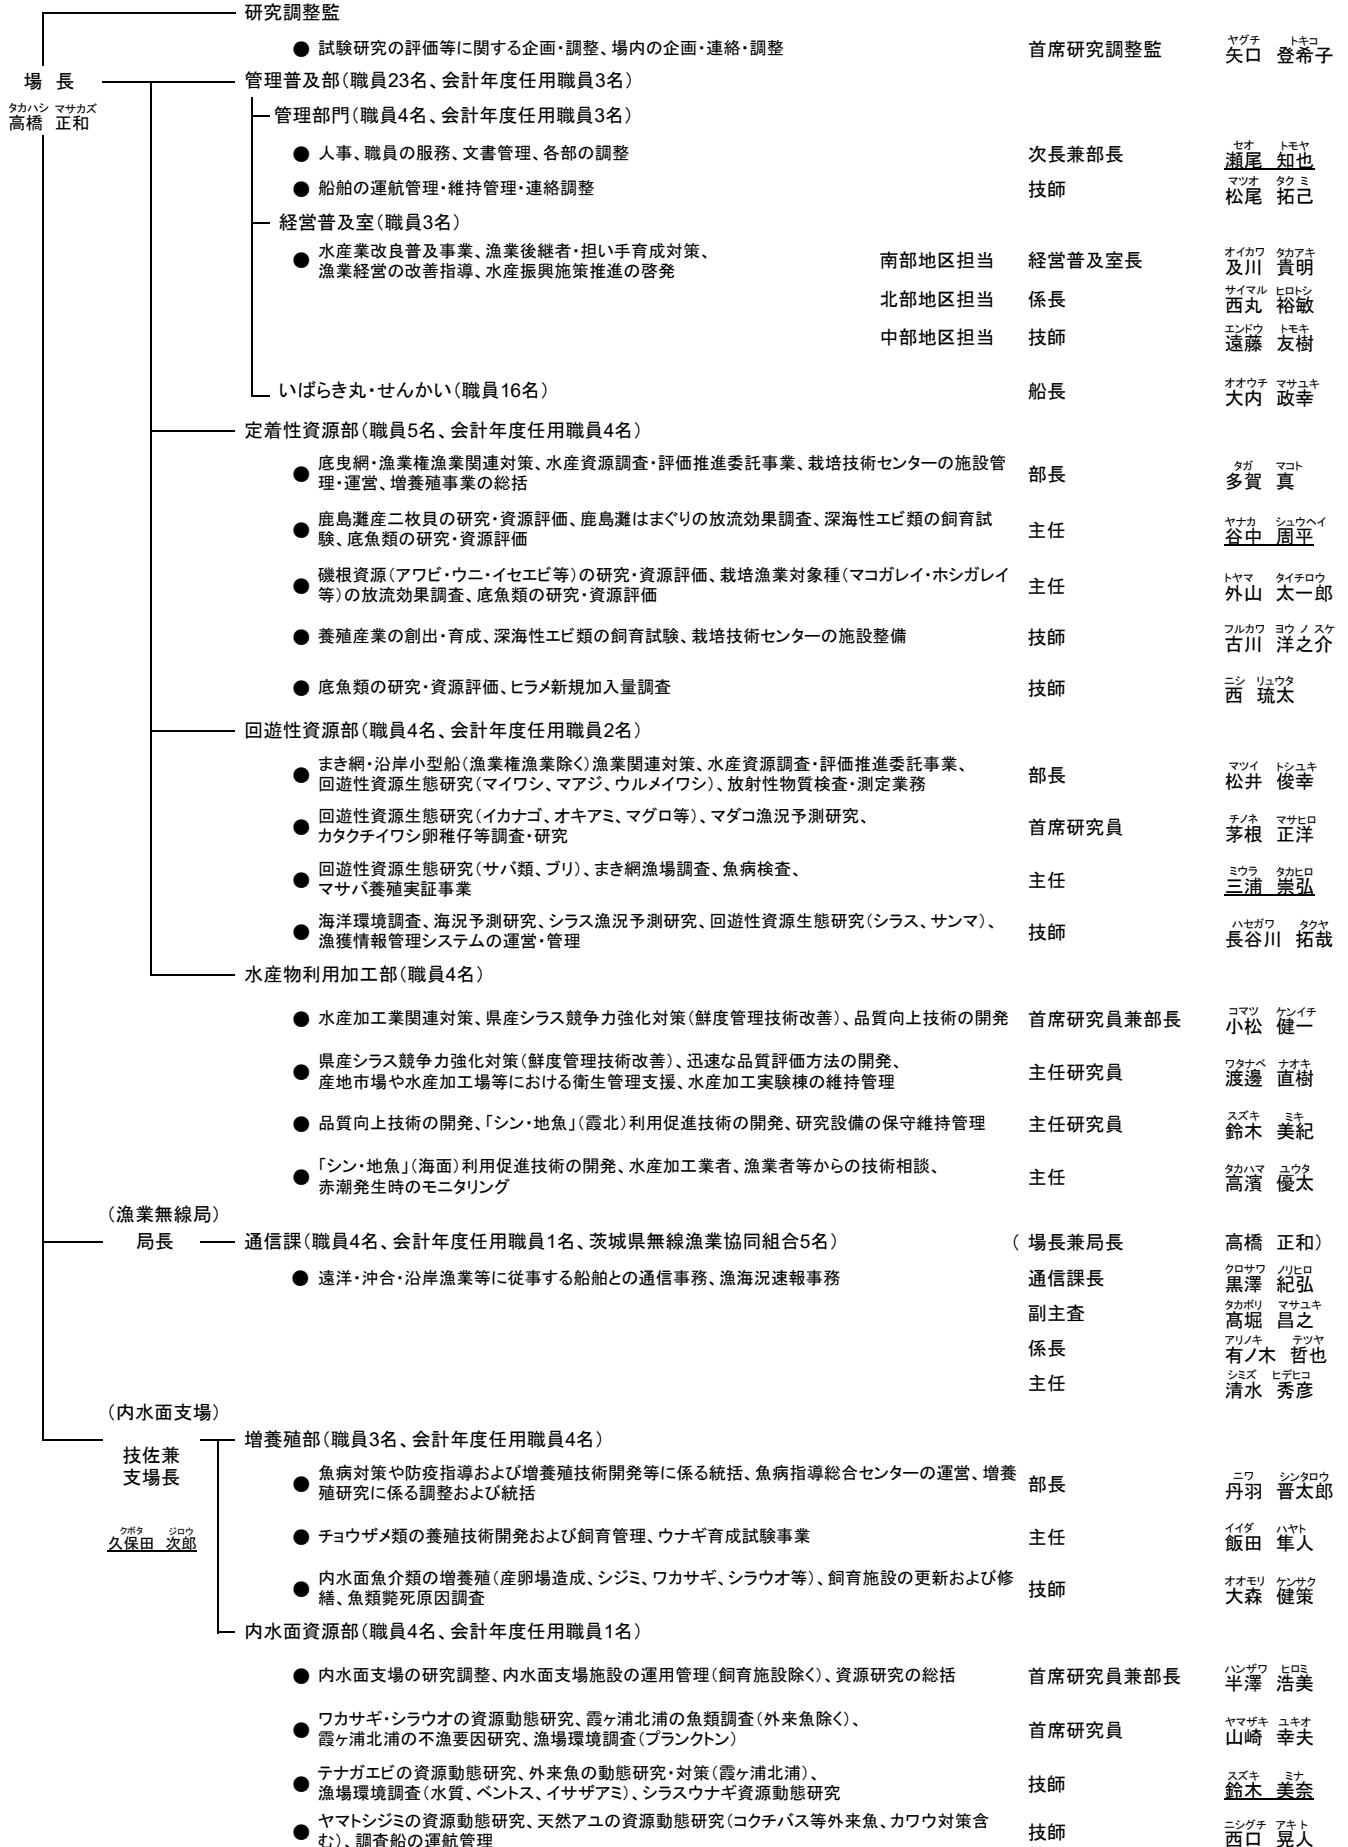 研究調整監
● 試験研究の評価等に関する企画・調整、場内の企画・連絡・調整 首席研究調整監 ヤグチ トキコ 矢口 登希子
場 長
タカハシ マサカズ
高橋 正和
管理普及部(職員23名、会計年度任用職員3名)
管理部門(職員4名、会計年度任用職員3名)
● 人事、職員の服務、文書管理、各部の調整 次長兼部長 セオ トモヤ 瀬尾 知也
● 船舶の運航管理・維持管理・連絡調整 技師 マツオ タクミ 松尾 拓己
経営普及室(職員3名)
● 水産業改良普及事業、漁業後継者・担い手育成対策、
漁業経営の改善指導、水産振興施策推進の啓発 南部地区担当 経営普及室長 オイカワ タカアキ 及川 貴明
北部地区担当 係長 サイマル ヒロトシ 西丸 裕敏
中部地区担当 技師 エンドウ トモキ 遠藤 友樹
いばらき丸・せんかい(職員16名) 船長 オオウチ マサユキ 大内 政幸
定着性資源部(職員5名、会計年度任用職員4名)
● 底曳網・漁業権漁業関連対策、水産資源調査・評価推進委託事業、栽培技術センターの施設管
理・運営、増養殖事業の総括 部長 タガ マコト 多賀 真
● 鹿島灘産二枚貝の研究・資源評価、鹿島灘はまぐりの放流効果調査、深海性エビ類の飼育試
験、底魚類の研究・資源評価 主任 ヤナカ シュウヘイ 谷中 周平
● 磯根資源(アワビ・ウニ・イセエビ等)の研究・資源評価、栽培漁業対象種(マコガレイ・ホシガレイ
等)の放流効果調査、底魚類の研究・資源評価 主任 トヤマ タイチロウ 外山 太一郎
● 養殖産業の創出・育成、深海性エビ類の飼育試験、栽培技術センターの施設整備 技師 フルカワ ヨウノスケ 古川 洋之介
● 底魚類の研究・資源評価、ヒラメ新規加入量調査 技師 ニシ リュウタ 西 琉太
回遊性資源部(職員4名、会計年度任用職員2名)
● まき網・沿岸小型船(漁業権漁業除く)漁業関連対策、水産資源調査・評価推進委託事業、
回遊性資源生態研究(マイワシ、マアジ、ウルメイワシ)、放射性物質検査・測定業務 部長 マツイ トシユキ 松井 俊幸
● 回遊性資源生態研究(イカナゴ、オキアミ、マグロ等)、マダコ漁況予測研究、
カタクチイワシ卵稚仔等調査・研究 首席研究員 チノネ マサヒロ 茅根 正洋
● 回遊性資源生態研究(サバ類、ブリ)、まき網漁場調査、魚病検査、
マサバ養殖実証事業 主任 ミウラ タカヒロ 三浦 崇弘
● 海洋環境調査、海況予測研究、シラス漁況予測研究、回遊性資源生態研究(シラス、サンマ)、
漁獲情報管理システムの運営・管理 技師 ハセガワ タクヤ 長谷川 拓哉
水産物利用加工部(職員4名)
● 水産加工業関連対策、県産シラス競争力強化対策(鮮度管理技術改善)、品質向上技術の開発 首席研究員兼部長 コマツ ケンイチ 小松 健一
● 県産シラス競争力強化対策(鮮度管理技術改善)、迅速な品質評価方法の開発、
産地市場や水産加工場等における衛生管理支援、水産加工実験棟の維持管理 主任研究員 ワタナベ ナオキ 渡邊 直樹
● 品質向上技術の開発、「シン・地魚」(霞北)利用促進技術の開発、研究設備の保守維持管理 主任研究員 スズキ ミキ 鈴木 美紀
● 「シン・地魚」(海面)利用促進技術の開発、水産加工業者、漁業者等からの技術相談、
赤潮発生時のモニタリング 主任 タカハマ ユウタ 高濱 優太
(漁業無線局)
局長 通信課(職員4名、会計年度任用職員1名、茨城県無線漁業協同組合5名) ( 場長兼局長 高橋 正和)
● 遠洋・沖合・沿岸漁業等に従事する船舶との通信事務、漁海況速報事務 通信課長 クロサワ ノリヒロ 黒澤 紀弘
副主査 タカボリ マサユキ 髙堀 昌之
係長 アリノキ テツヤ 有ノ木 哲也
主任 シミズ ヒデヒコ 清水 秀彦
(内水面支場)
技佐兼
支場長
クボタ ジロウ
久保田 次郎
増養殖部(職員3名、会計年度任用職員4名)
● 魚病対策や防疫指導および増養殖技術開発等に係る統括、魚病指導総合センターの運営、増養
殖研究に係る調整および統括 部長 ニワ シンタロウ 丹羽 晋太郎
● チョウザメ類の養殖技術開発および飼育管理、ウナギ育成試験事業 主任 イイダ ハヤト 飯田 隼人
● 内水面魚介類の増養殖(産卵場造成、シジミ、ワカサギ、シラウオ等)、飼育施設の更新および修
繕、魚類斃死原因調査 技師 オオモリ ケンサク 大森 健策
内水面資源部(職員4名、会計年度任用職員1名)
● 内水面支場の研究調整、内水面支場施設の運用管理(飼育施設除く)、資源研究の総括 首席研究員兼部長 ハンザワ ヒロミ 半澤 浩美
● ワカサギ・シラウオの資源動態研究、霞ヶ浦北浦の魚類調査(外来魚除く)、
霞ヶ浦北浦の不漁要因研究、漁場環境調査(プランクトン) 首席研究員 ヤマザキ ユキオ 山崎 幸夫
● テナガエビの資源動態研究、外来魚の動態研究・対策(霞ヶ浦北浦)、
漁場環境調査(水質、ベントス、イサザアミ)、シラスウナギ資源動態研究 技師 スズキ ミナ 鈴木 美奈
● ヤマトシジミの資源動態研究、天然アユの資源動態研究(コクチバス等外来魚、カワウ対策含
む)、調査船の運航管理 技師 ニシグチ アキト 西口 晃人